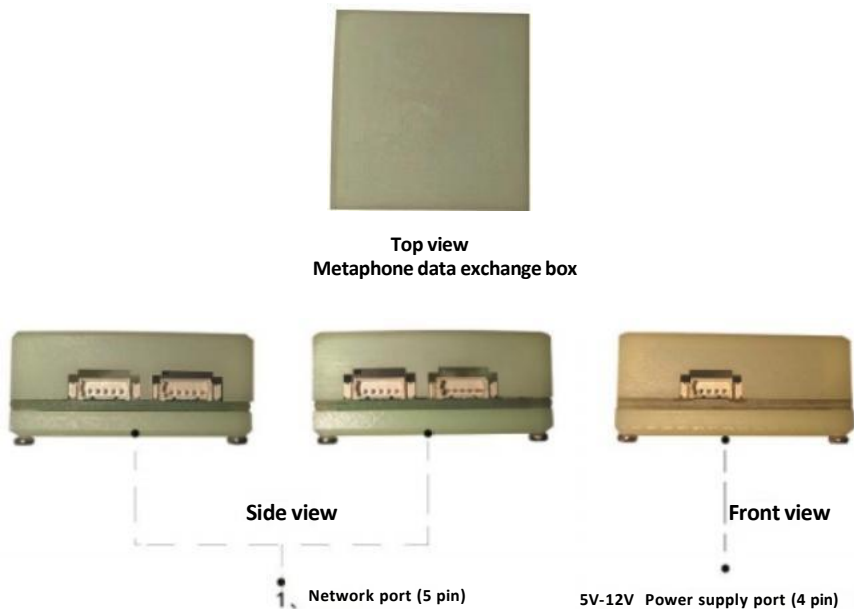 Top view
Metaphone data exchange box
Side view
Front view
1、 Network port (5 pin)
5V-12V Power supply port (4 pin)